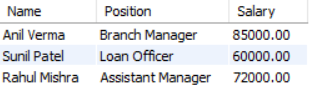 Name Position Salary
Anil Verma Branch Manager 85000.00
Sunil Patel Loan Officer 60000.00
Rahul Mishra Assistant Manager 72000.00